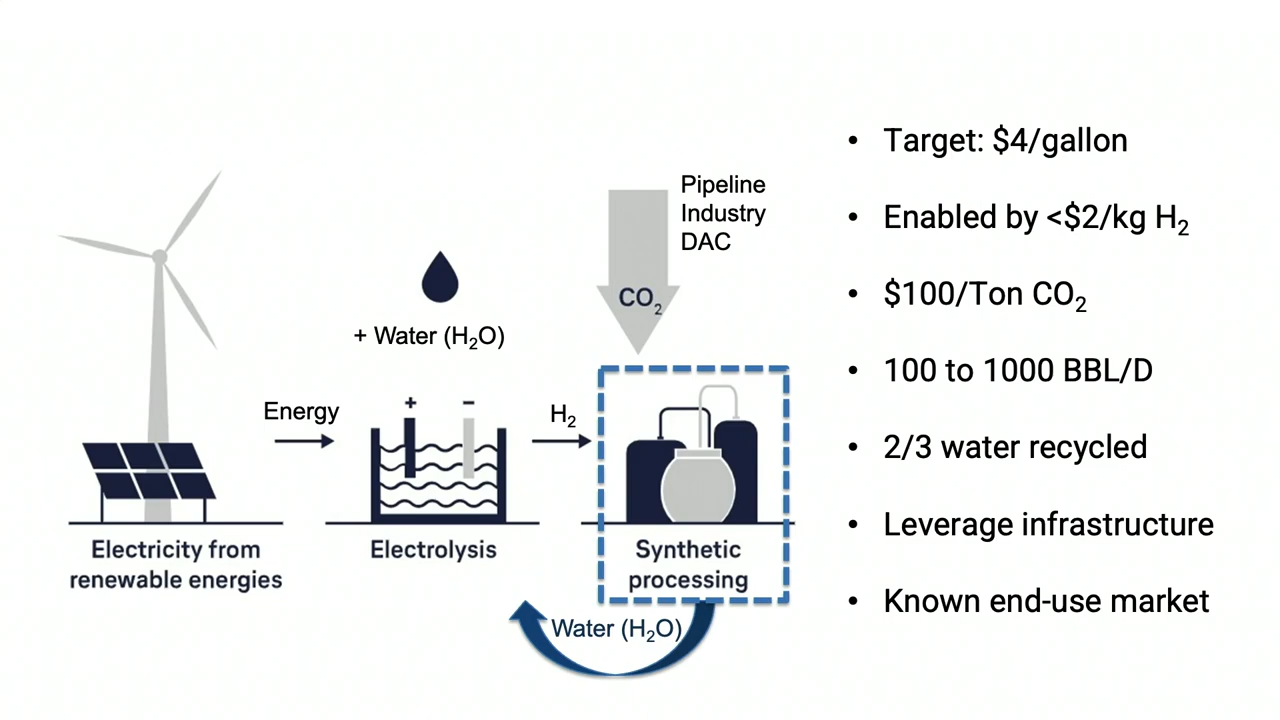 Pipeline
Industry
DAC
CO₂
+ Water (H₂O)
Energy
+ −
H₂
Electricity from
renewable energies
Electrolysis
Synthetic
processing
Water (H₂O)
• Target: $4/gallon
• Enabled by <$2/kg H₂
• $100/Ton CO₂
• 100 to 1000 BBL/D
• 2/3 water recycled
• Leverage infrastructure
• Known end-use market